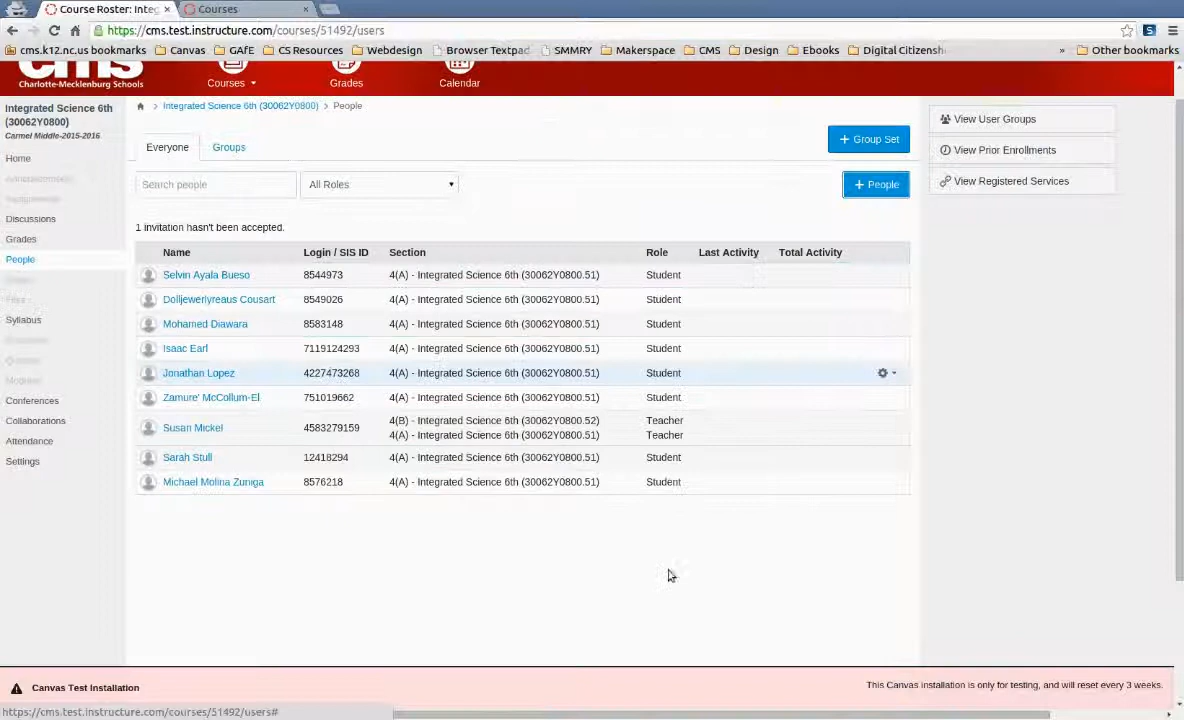 Course Roster: Integ
Courses
https://cms.test.instructure.com/courses/51492/users
cms.k12.nc.us bookmarks Canvas GAfE CS Resources Webdesign Browser Textpad SMMRY Makerspace CMS Design Ebooks Digital Citizensh » Other bookmarks
cms
Charlotte-Mecklenburg Schools
Courses Grades Calendar
Integrated Science 6th (30062Y0800)
Carmel Middle-2015-2016
Home
Announcements
Assignments
Discussions
Grades
People
Files
Syllabus
Quizzes
Modules
Conferences
Collaborations
Attendance
Settings
> Integrated Science 6th (30062Y0800) > People
Everyone Groups
+ Group Set
Search people All Roles
+ People
1 invitation hasn't been accepted.
Name Login / SIS ID Section Role Last Activity Total Activity
Selvin Ayala Bueso 8544973 4(A) - Integrated Science 6th (30062Y0800.51) Student
Dolljewerlyreaus Cousart 8549026 4(A) - Integrated Science 6th (30062Y0800.51) Student
Mohamed Diawara 8583148 4(A) - Integrated Science 6th (30062Y0800.51) Student
Isaac Earl 7119124293 4(A) - Integrated Science 6th (30062Y0800.51) Student
Jonathan Lopez 4227473268 4(A) - Integrated Science 6th (30062Y0800.51) Student
Zamure' McCollum-El 751019662 4(A) - Integrated Science 6th (30062Y0800.51) Student
Susan Mickel 4583279159 4(B) - Integrated Science 6th (30062Y0800.52) Teacher
4(A) - Integrated Science 6th (30062Y0800.51) Teacher
Sarah Stull 12418294 4(A) - Integrated Science 6th (30062Y0800.51) Student
Michael Molina Zuniga 8576218 4(A) - Integrated Science 6th (30062Y0800.51) Student
View User Groups
View Prior Enrollments
View Registered Services
Canvas Test Installation
This Canvas installation is only for testing, and will reset every 3 weeks.
https://cms.test.instructure.com/courses/51492/users#